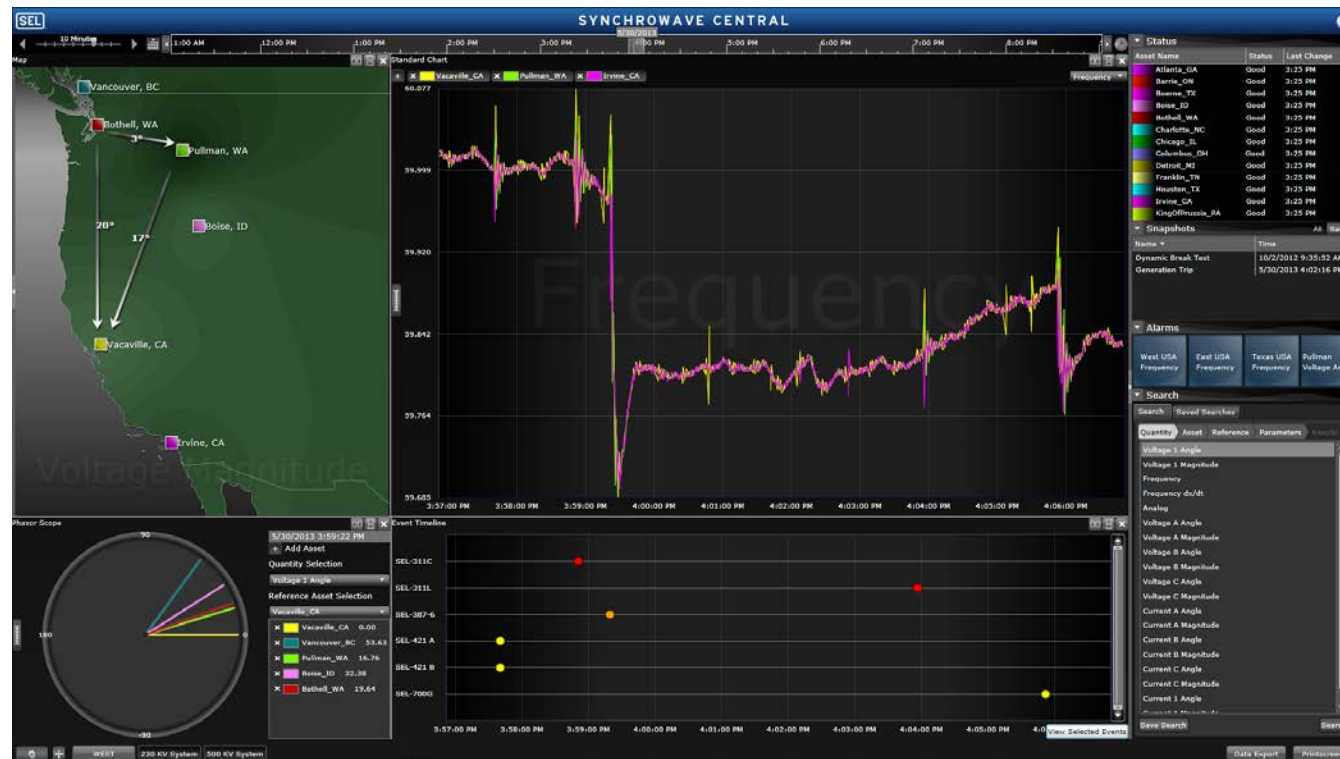 SEL
SYNCHROWAVE CENTRAL
10 Minutes
5/30/2013
11:00 AM 12:00 PM 1:00 PM 2:00 PM 3:00 PM 4:00 PM 5:00 PM 6:00 PM 7:00 PM 8:00 PM
Map
Vancouver, BC
Bothell, WA
3°
Pullman, WA
Boise, ID
20°
17°
Vacaville, CA
Irvine, CA
Voltage Magnitude
Standard Chart
Vacaville_CA Pullman_WA Irvine_CA
Frequency
60.077
59.999
59.920
59.842
59.764
59.685
Frequency
3:57:00 PM 3:58:00 PM 3:59:00 PM 4:00:00 PM 4:01:00 PM 4:02:00 PM 4:03:00 PM 4:04:00 PM 4:05:00 PM 4:06:00 PM
Status
Asset Name Status Last Change
Atlanta_GA Good 3:25 PM
Barrie_ON Good 3:25 PM
Boerne_TX Good 3:25 PM
Boise_ID Good 3:25 PM
Bothell_WA Good 3:25 PM
Charlotte_NC Good 3:25 PM
Chicago_IL Good 3:25 PM
Columbus_OH Good 3:25 PM
Detroit_MI Good 3:25 PM
Franklin_TN Good 3:25 PM
Houston_TX Good 3:25 PM
Irvine_CA Good 3:25 PM
KingOfPrussia_PA Good 3:25 PM
Snapshots
All
Name Time
Dynamic Break Test 10/2/2012 9:35:52 AM
Generation Trip 5/30/2013 4:02:16 PM
Alarms
West USA Frequency
East USA Frequency
Texas USA Frequency
Pullman Voltage
Search
Search Saved Searches
Quantity Asset Reference Parameters Results
Voltage 1 Angle
Voltage 1 Magnitude
Frequency
Frequency dx/dt
Analog
Voltage A Angle
Voltage A Magnitude
Voltage B Angle
Voltage B Magnitude
Voltage C Angle
Voltage C Magnitude
Current A Angle
Current A Magnitude
Current B Angle
Current B Magnitude
Current C Angle
Current C Magnitude
Current 1 Angle
Current 1 Magnitude
Save Search
Phasor Scope
90
180
0
-90
5/30/2013 3:59:22 PM
Add Asset
Quantity Selection
Voltage 1 Angle
Reference Asset Selection
Vacaville_CA
Vacaville_CA 0.00
Vancouver_BC 53.63
Pullman_WA 16.76
Boise_ID 32.38
Bothell_WA 19.64
Event Timeline
SEL-311C
SEL-311L
SEL-387-6
SEL-421 A
SEL-421 B
SEL-700G
3:57:00 PM 3:58:00 PM 3:59:00 PM 4:00:00 PM 4:01:00 PM 4:02:00 PM 4:03:00 PM 4:04:00 PM 4:05:00 PM
View Selected Events
WEST 230 KV System 500 KV System
Data Export Printscreen